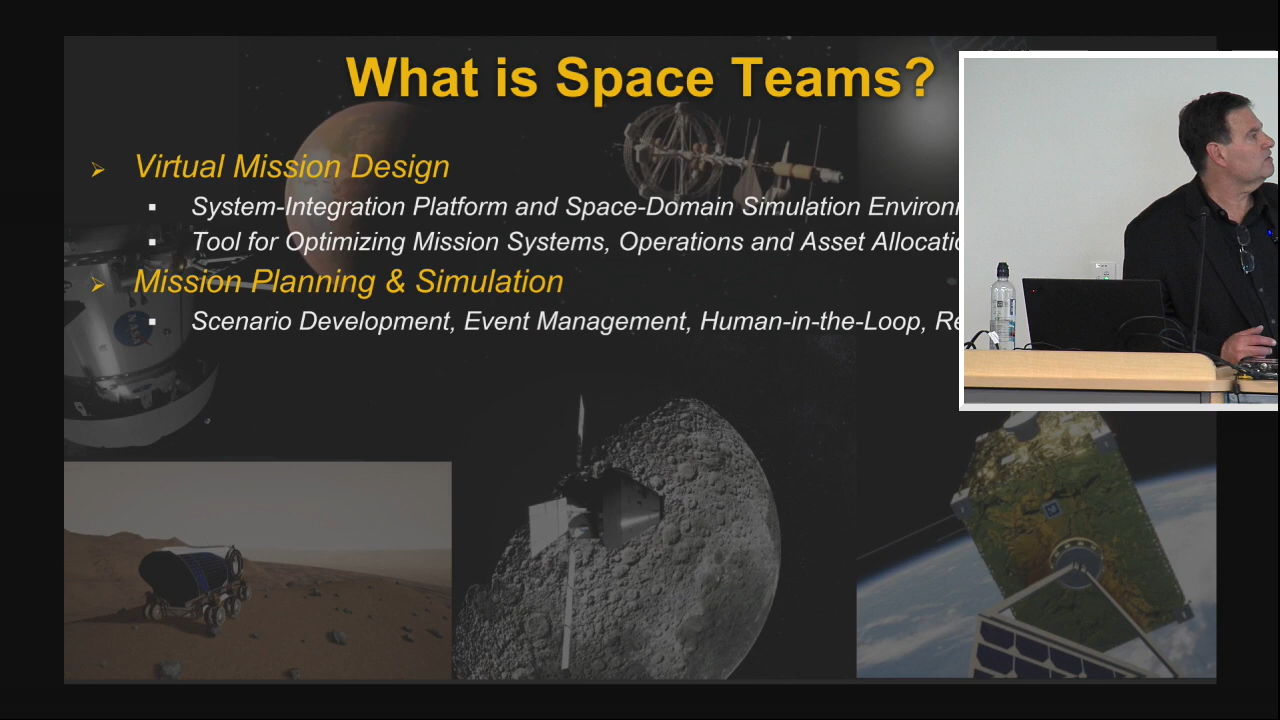 What is Space Teams?
Virtual Mission Design
System-Integration Platform and Space-Domain Simulation
Tool for Optimizing Mission Systems, Operations and Asset
Mission Planning & Simulation
Scenario Development, Event Management, Human-in-the-Loop,
NASA